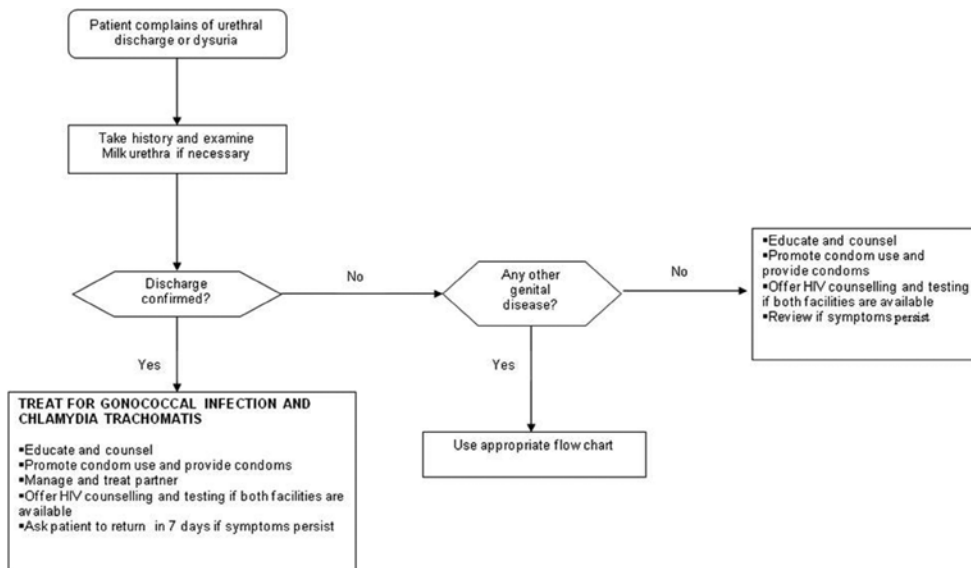 Patient complains of urethral
discharge or dysuria
Take history and examine
Milk urethra if necessary
Discharge
confirmed?
No
Any other
genital
disease?
No
▪Educate and counsel
▪Promote condom use and
provide condoms
▪Offer HIV counselling and testing
if both facilities are available
▪Review if symptoms persist
Yes
Yes
TREAT FOR GONOCOCCAL INFECTION AND
CHLAMYDIA TRACHOMATIS
▪Educate and counsel
▪Promote condom use and provide condoms
▪Manage and treat partner
▪Offer HIV counselling and testing if both facilities are
available
▪Ask patient to return in 7 days if symptoms persist
Use appropriate flow chart